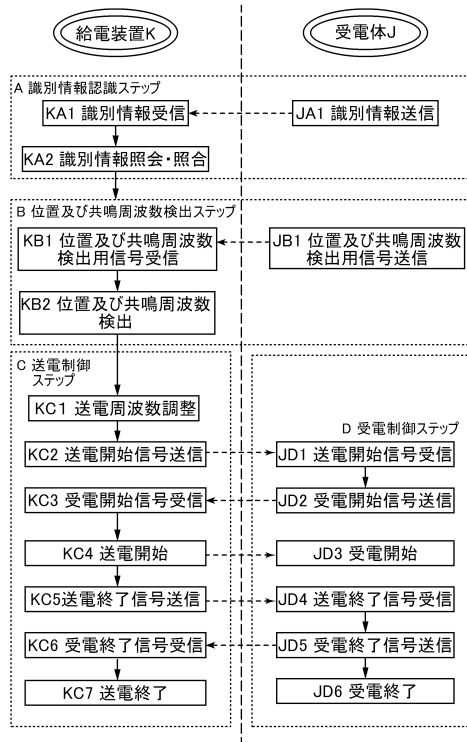 給電装置K
受電体J
A 識別情報認識ステップ
KA1 識別情報受信
JA1 識別情報送信
KA2 識別情報照会・照合
B 位置及び共鳴周波数検出ステップ
KB1 位置及び共鳴周波数
検出用信号受信
JB1 位置及び共鳴周波数
検出用信号送信
KB2 位置及び共鳴周波数
検出
C 送電制御
ステップ
KC1 送電周波数調整
D 受電制御ステップ
KC2 送電開始信号送信
JD1 送電開始信号受信
KC3 受電開始信号受信
JD2 受電開始信号送信
KC4 送電開始
JD3 受電開始
KC5送電終了信号送信
JD4 送電終了信号受信
KC6 受電終了信号受信
JD5 受電終了信号送信
KC7 送電終了
JD6 受電終了